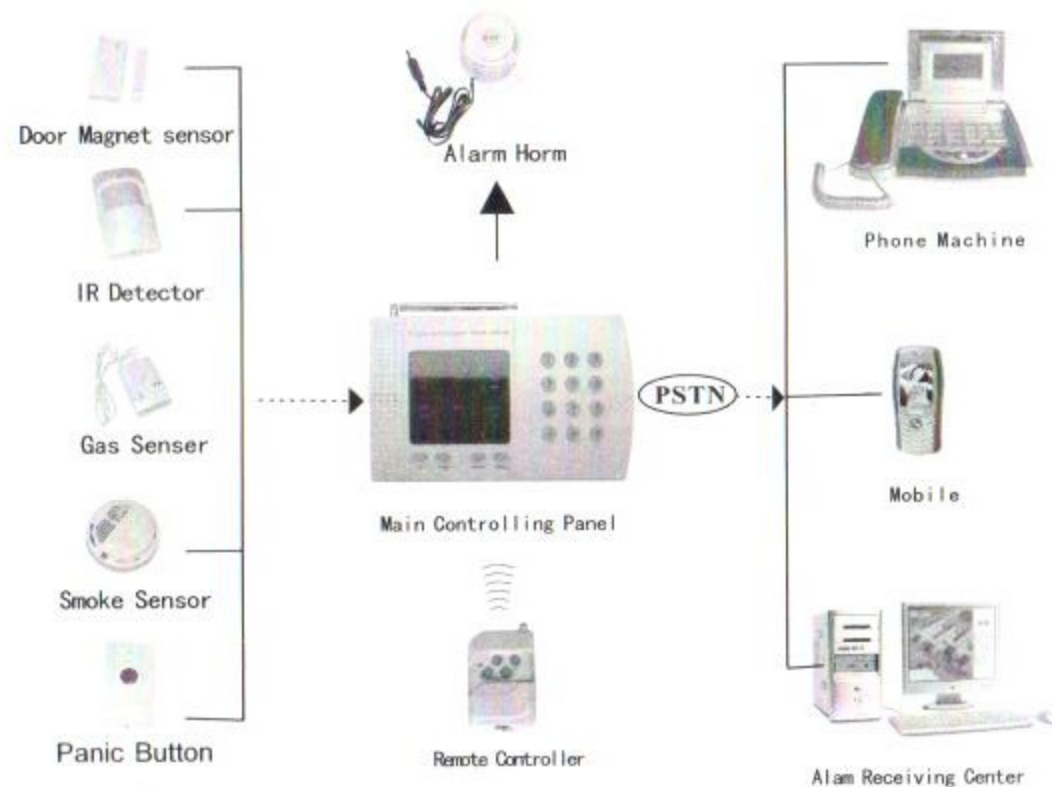 Door Magnet sensor
IR Detector
Gas Senser
Smoke Sensor
Panic Button
Alarm Horm
Main Controlling Panel
Remote Controller
PSTN
Phone Machine
Mobile
Alam Receiving Center